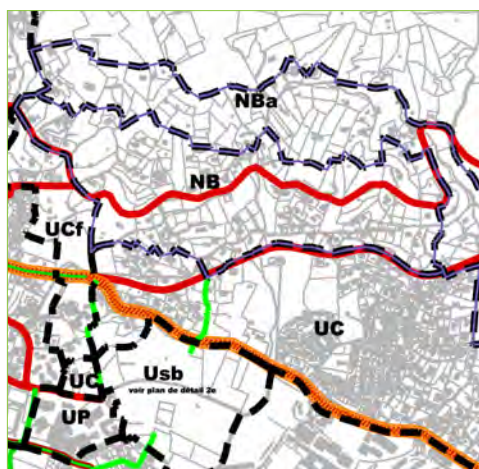 NBa
NB
UCf
UC
Usb
voir plan de détail 2e
UC
UP